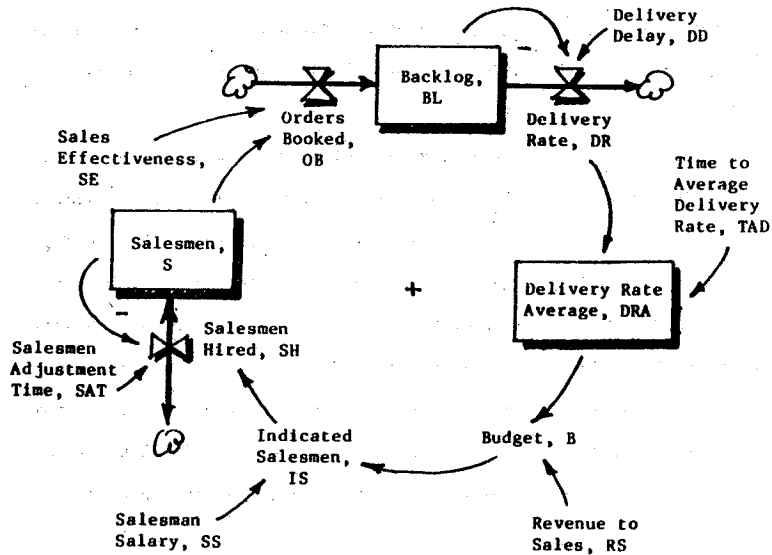 Delivery
Delay, DD
Backlog,
BL
-
Orders
Booked,
OB
Delivery
Rate, DR
Sales
Effectiveness,
SE
Time to
Average
Delivery
Rate, TAD
Salesmen,
S
+
Delivery Rate
Average, DRA
-
Salesmen
Hired, SH
Salesmen
Adjustment
Time, SAT
Indicated
Salesmen,
IS
Budget, B
Salesman
Salary, SS
Revenue to
Sales, RS